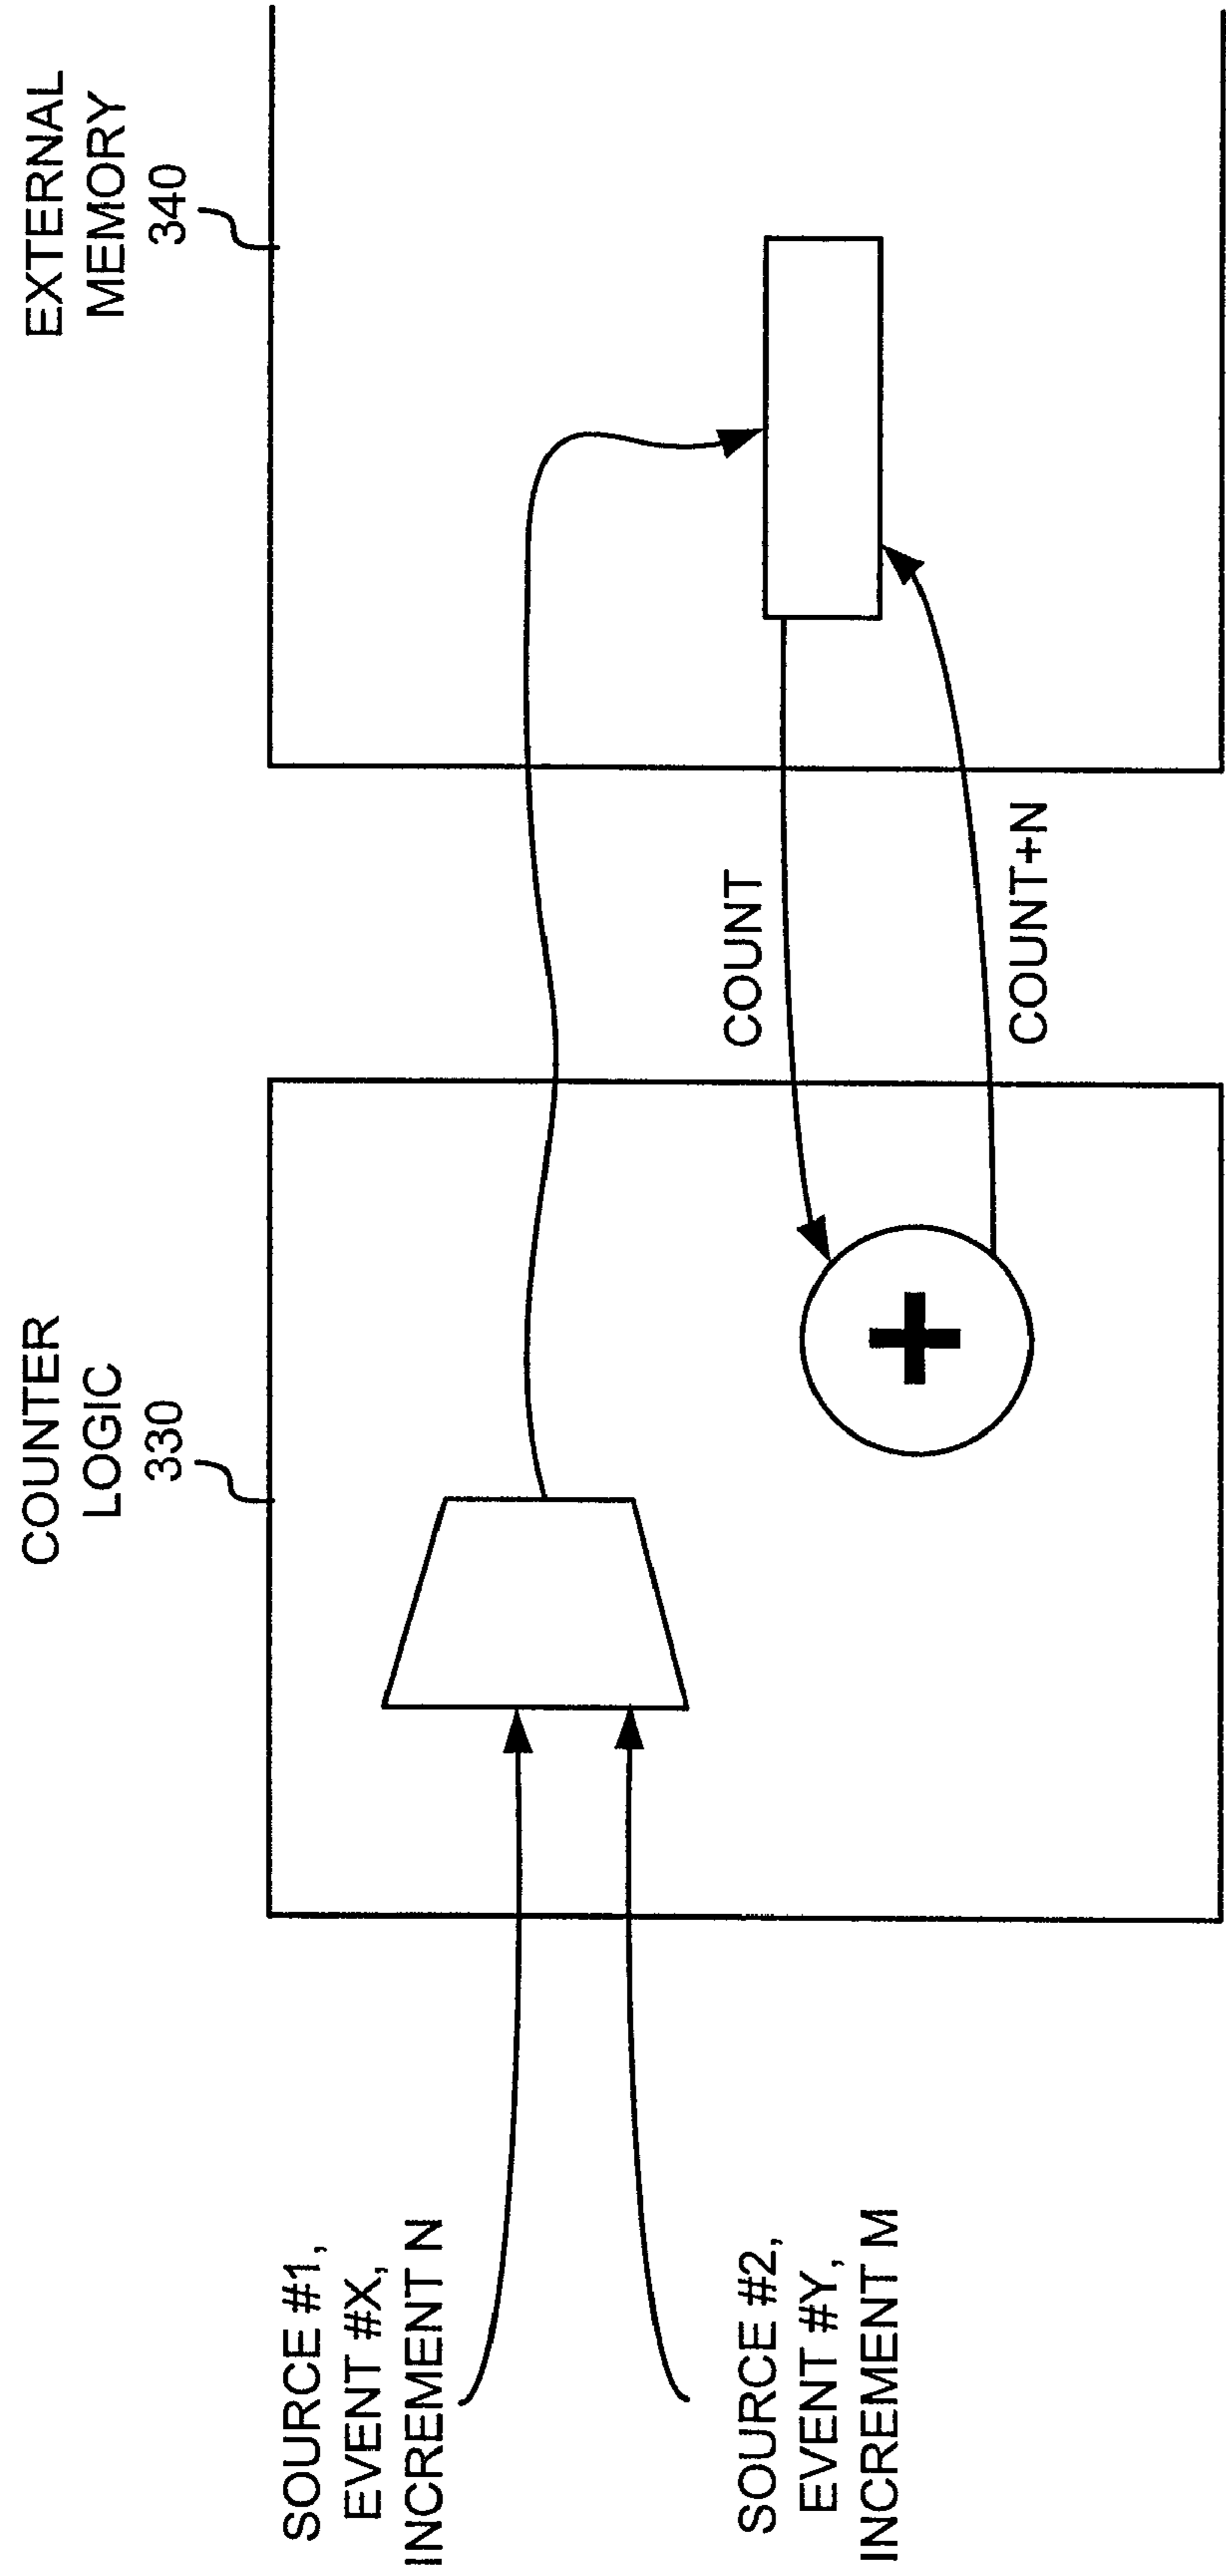 COUNTER
LOGIC
330
EXTERNAL
MEMORY
340
SOURCE #1,
EVENT #X,
INCREMENT N
SOURCE #2,
EVENT #Y,
INCREMENT M
COUNT
COUNT+N
+